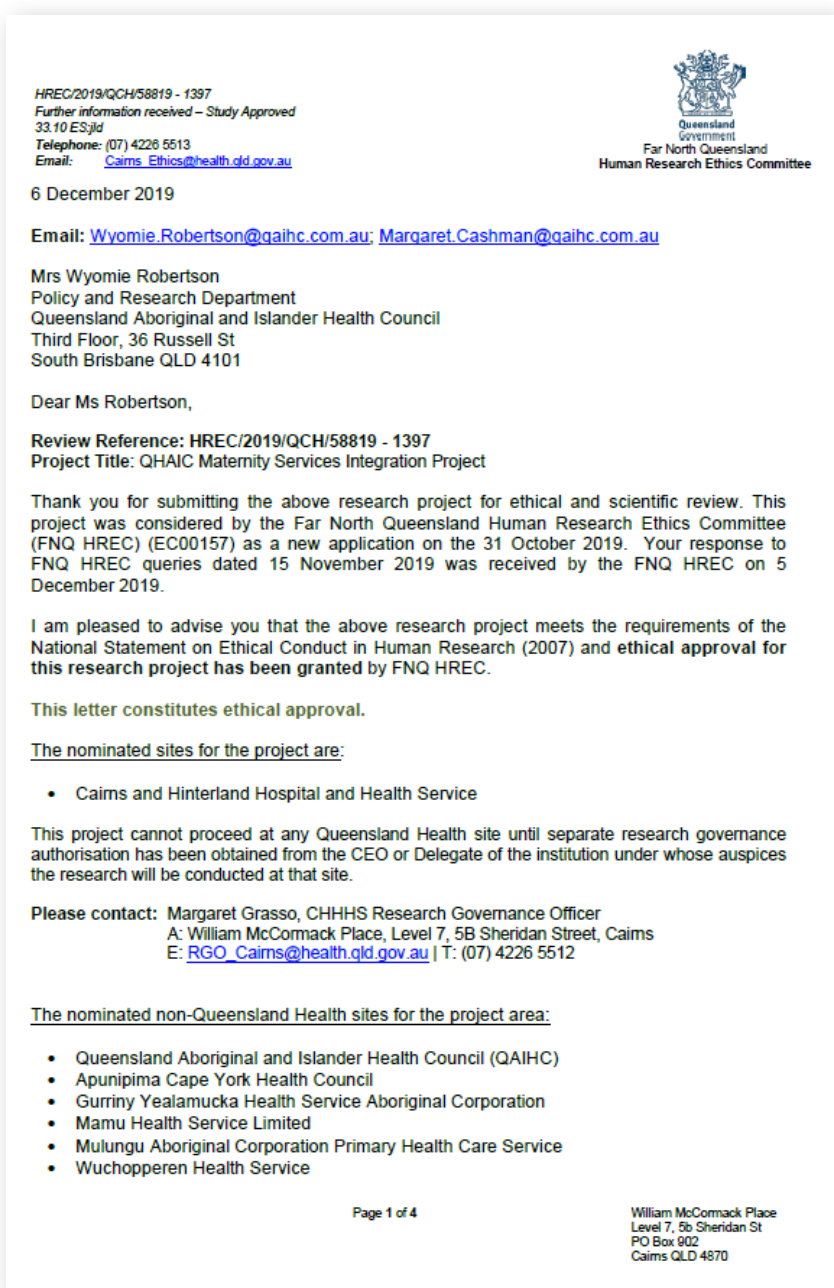 HREC/2019/QCH/58819 - 1397
Further information received – Study Approved
33.10 ES:jld
Telephone: (07) 4226 5513
Email: Cairns_Ethics@health.qld.gov.au
Queensland
Government
Far North Queensland
Human Research Ethics Committee
6 December 2019
Email: Wyomie.Robertson@qaihc.com.au; Margaret.Cashman@qaihc.com.au
Mrs Wyomie Robertson
Policy and Research Department
Queensland Aboriginal and Islander Health Council
Third Floor, 36 Russell St
South Brisbane QLD 4101
Dear Ms Robertson,
Review Reference: HREC/2019/QCH/58819 - 1397
Project Title: QHAIC Maternity Services Integration Project
Thank you for submitting the above research project for ethical and scientific review. This
project was considered by the Far North Queensland Human Research Ethics Committee
(FNQ HREC) (EC00157) as a new application on the 31 October 2019. Your response to
FNQ HREC queries dated 15 November 2019 was received by the FNQ HREC on 5
December 2019.
I am pleased to advise you that the above research project meets the requirements of the
National Statement on Ethical Conduct in Human Research (2007) and ethical approval for
this research project has been granted by FNQ HREC.
This letter constitutes ethical approval.
The nominated sites for the project are:
• Cairns and Hinterland Hospital and Health Service
This project cannot proceed at any Queensland Health site until separate research governance
authorisation has been obtained from the CEO or Delegate of the institution under whose auspices
the research will be conducted at that site.
Please contact: Margaret Grasso, CHHHS Research Governance Officer
A: William McCormack Place, Level 7, 5B Sheridan Street, Cairns
E: RGO_Cairns@health.qld.gov.au | T: (07) 4226 5512
The nominated non-Queensland Health sites for the project area:
• Queensland Aboriginal and Islander Health Council (QAIHC)
• Apunipima Cape York Health Council
• Gurriny Yealamucka Health Service Aboriginal Corporation
• Mamu Health Service Limited
• Mulungu Aboriginal Corporation Primary Health Care Service
• Wuchopperen Health Service
Page 1 of 4
William McCormack Place
Level 7, 5b Sheridan St
PO Box 902
Cairns QLD 4870